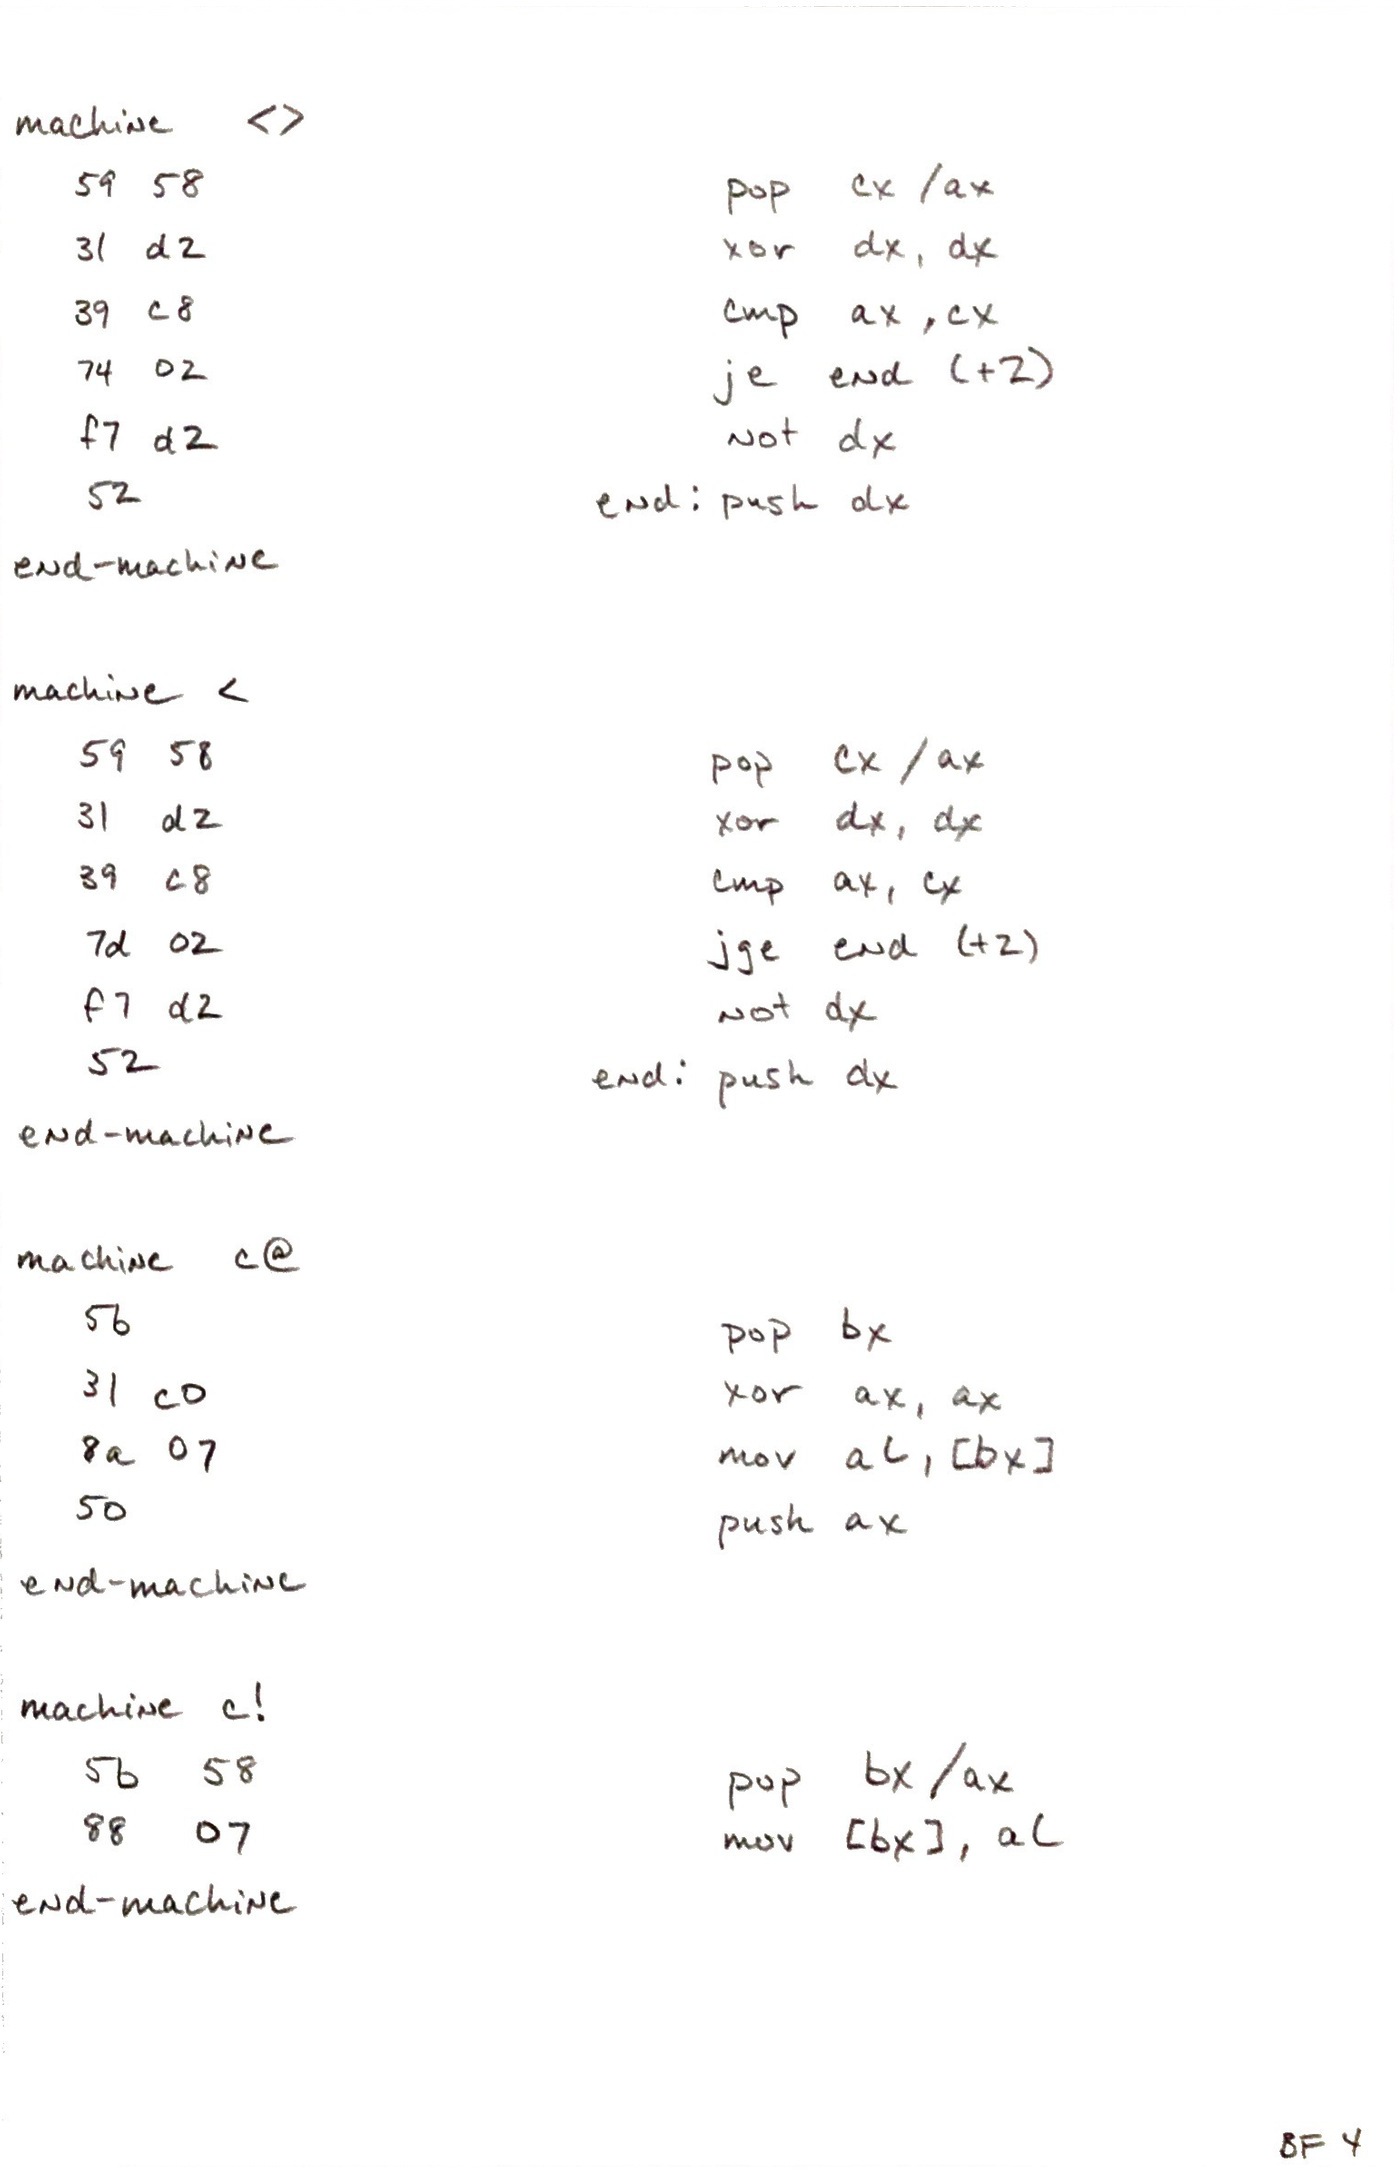 machine <>
59 58 pop cx / ax
31 d2 xor dx, dx
39 c8 cmp ax, cx
74 02 je end (+2)
f7 d2 not dx
52 end: push dx
end-machine
machine <
59 58 pop cx / ax
31 d2 xor dx, dx
39 c8 cmp ax, cx
7d 02 jge end (+2)
f7 d2 not dx
52 end: push dx
end-machine
machine c@
5b pop bx
31 c0 xor ax, ax
8a 07 mov al, [bx]
50 push ax
end-machine
machine c!
5b 58 pop bx / ax
88 07 mov [bx], al
end-machine
BF 4